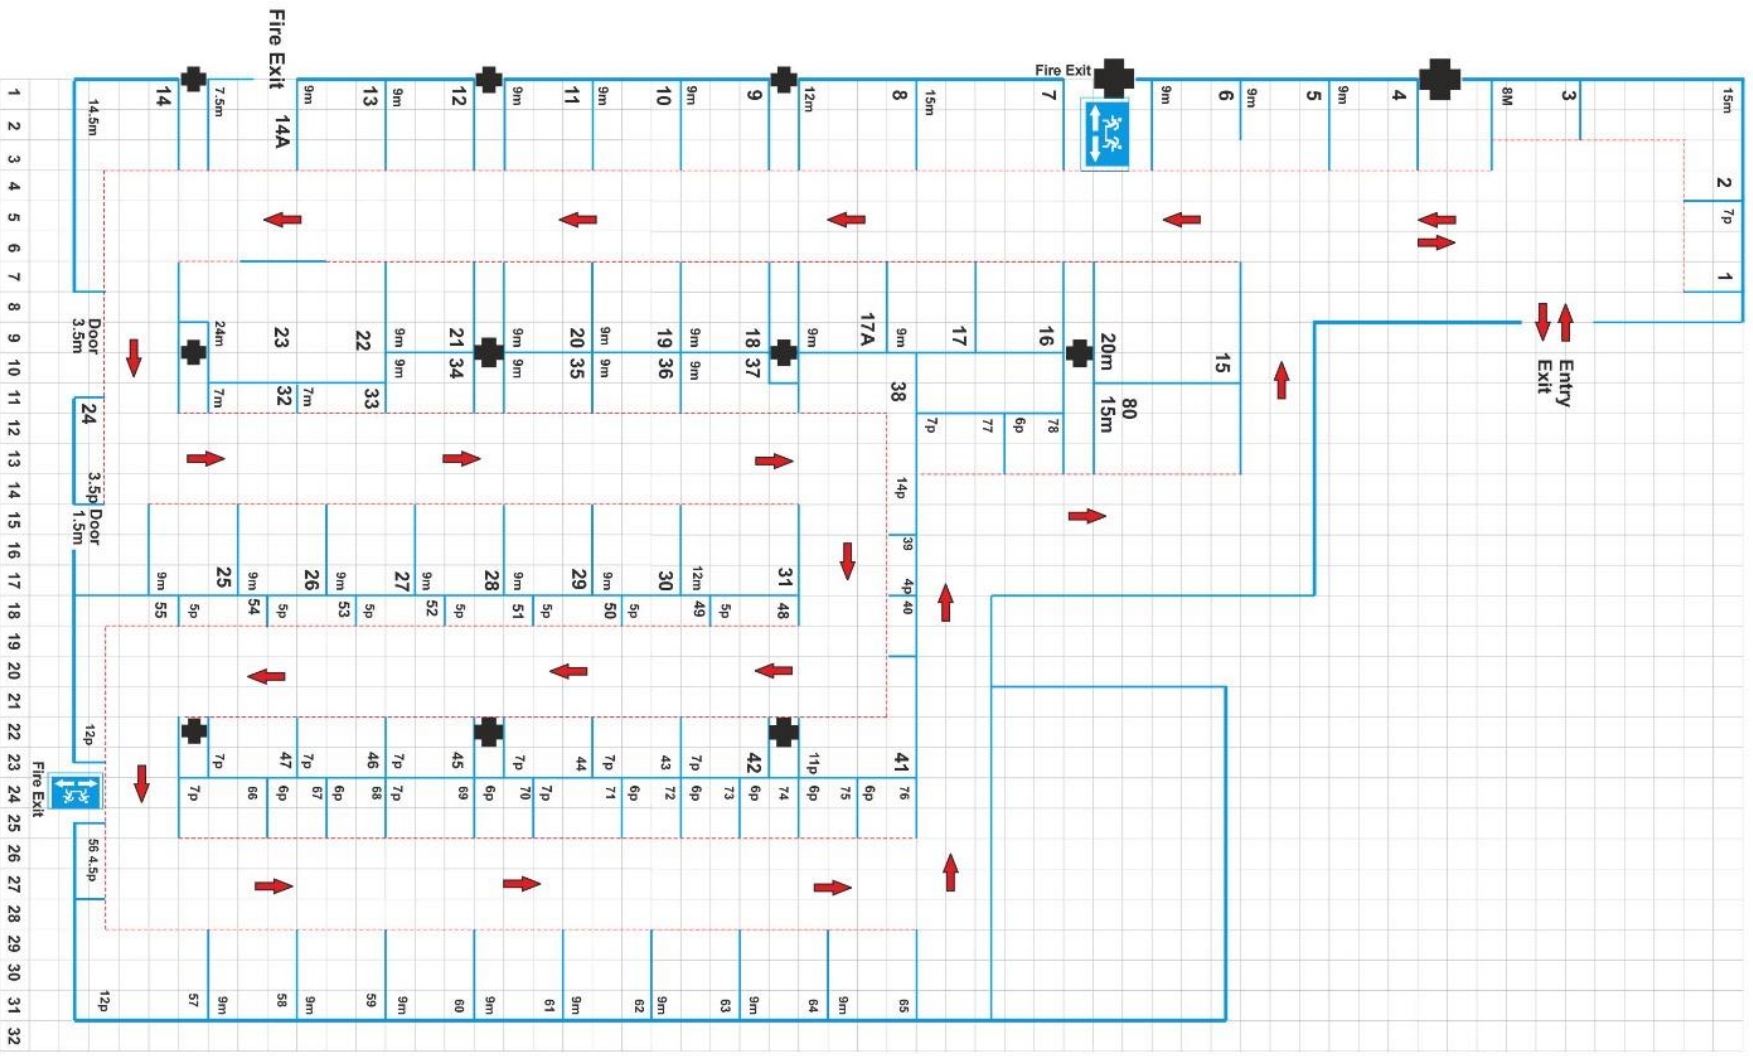 Fire Exit
Fire Exit
1
2
3
4
5
6
7
8
9
10
11
12
13
14
15
16
17
18
19
20
21
22
23
24
25
26
27
28
29
30
31
32
14.5m
14
7.5m
14A
9m
13
9m
12
9m
11
9m
10
9m
9
12m
8
15m
7
9m
6
9m
5
9m
4
8M
3
15m
2
7p
1
Entry
Exit
Door
3.5m
24m
23
22
9m
21
9m
20
9m
19
9m
18
9m
17A
9m
17
16
20m
15
7m
32
7m
33
9m
34
9m
35
9m
36
9m
37
38
80
15m
24
3.5p
Door
1.5m
14p
7p
77
6p
78
39
4p
40
9m
25
9m
26
9m
27
9m
28
9m
29
9m
30
12m
31
55
5p
54
5p
53
5p
52
5p
51
5p
50
5p
49
5p
48
12p
7p
47
7p
46
7p
45
7p
44
7p
43
7p
42
11p
41
Fire Exit
7p
66
6p
67
6p
68
7p
69
6p
70
7p
71
6p
72
6p
73
6p
74
6p
75
6p
76
56 4.5p
12p
57
9m
58
9m
59
9m
60
9m
61
9m
62
9m
63
9m
64
9m
65